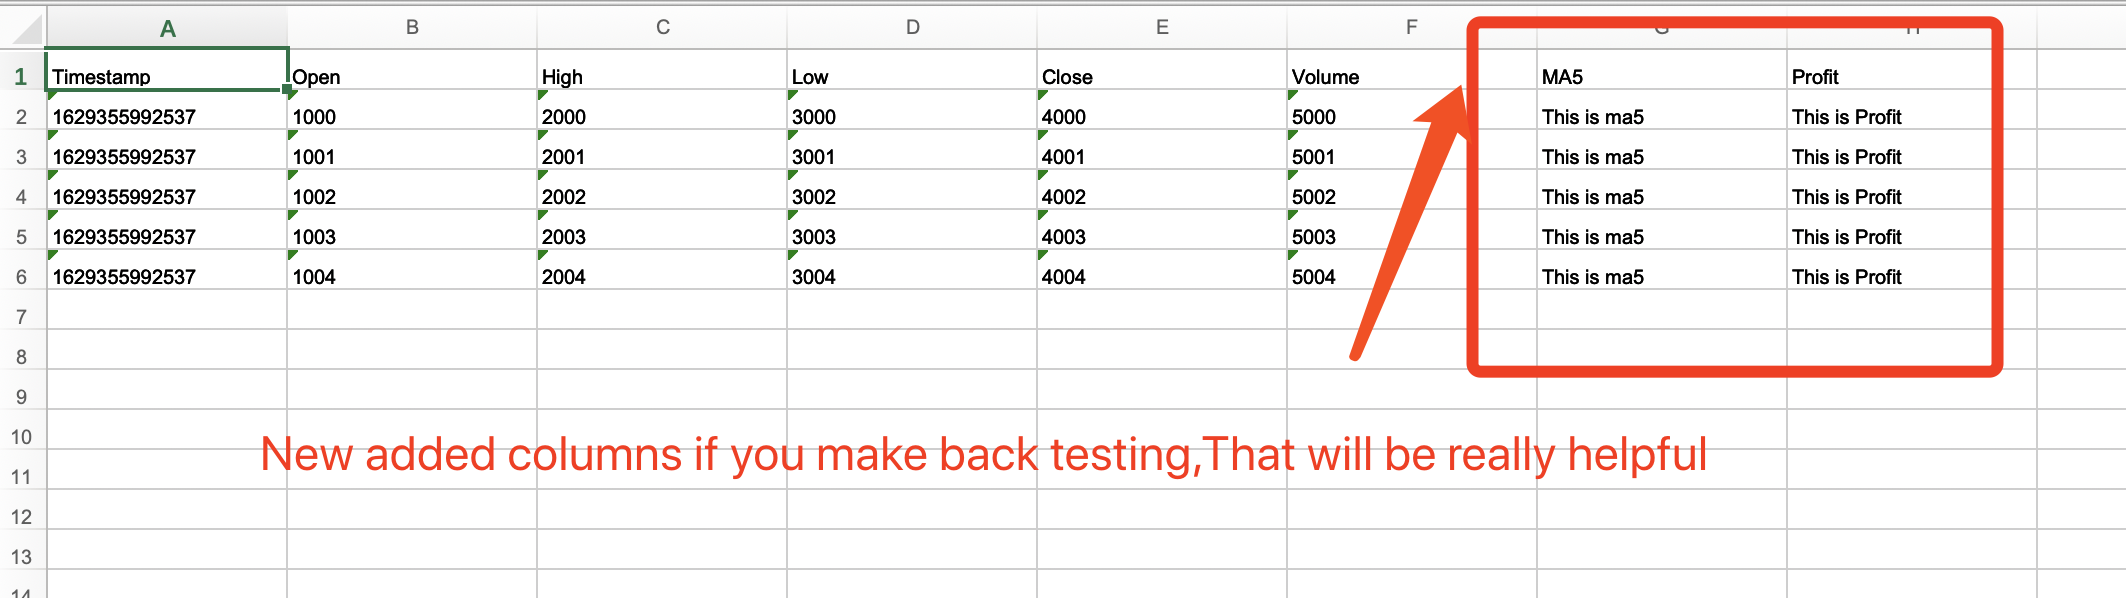 A B C D E F G H
1 Timestamp Open High Low Close Volume MA5 Profit
2 1629355992537 1000 2000 3000 4000 5000 This is ma5 This is Profit
3 1629355992537 1001 2001 3001 4001 5001 This is ma5 This is Profit
4 1629355992537 1002 2002 3002 4002 5002 This is ma5 This is Profit
5 1629355992537 1003 2003 3003 4003 5003 This is ma5 This is Profit
6 1629355992537 1004 2004 3004 4004 5004 This is ma5 This is Profit
7
8
9
10
New added columns if you make back testing,That will be really helpful
11
12
13
14